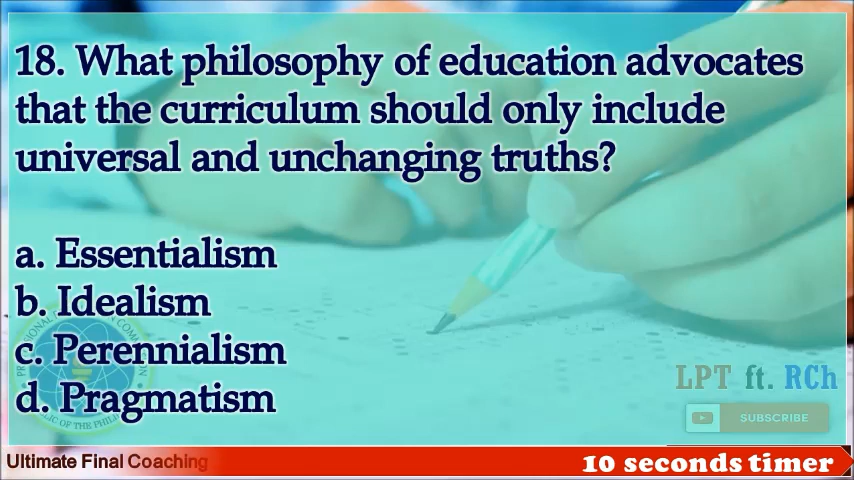 18. What philosophy of education advocates
that the curriculum should only include
universal and unchanging truths?
a. Essentialism
b. Idealism
c. Perennialism
d. Pragmatism
LPT ft. RCh
SUBSCRIBE
Ultimate Final Coaching
10 seconds timer